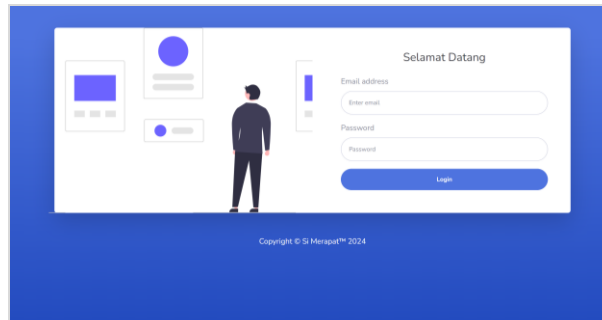 Selamat Datang
Email address
Enter email
Password
Password
Login
Copyright © Si Merapat™ 2024